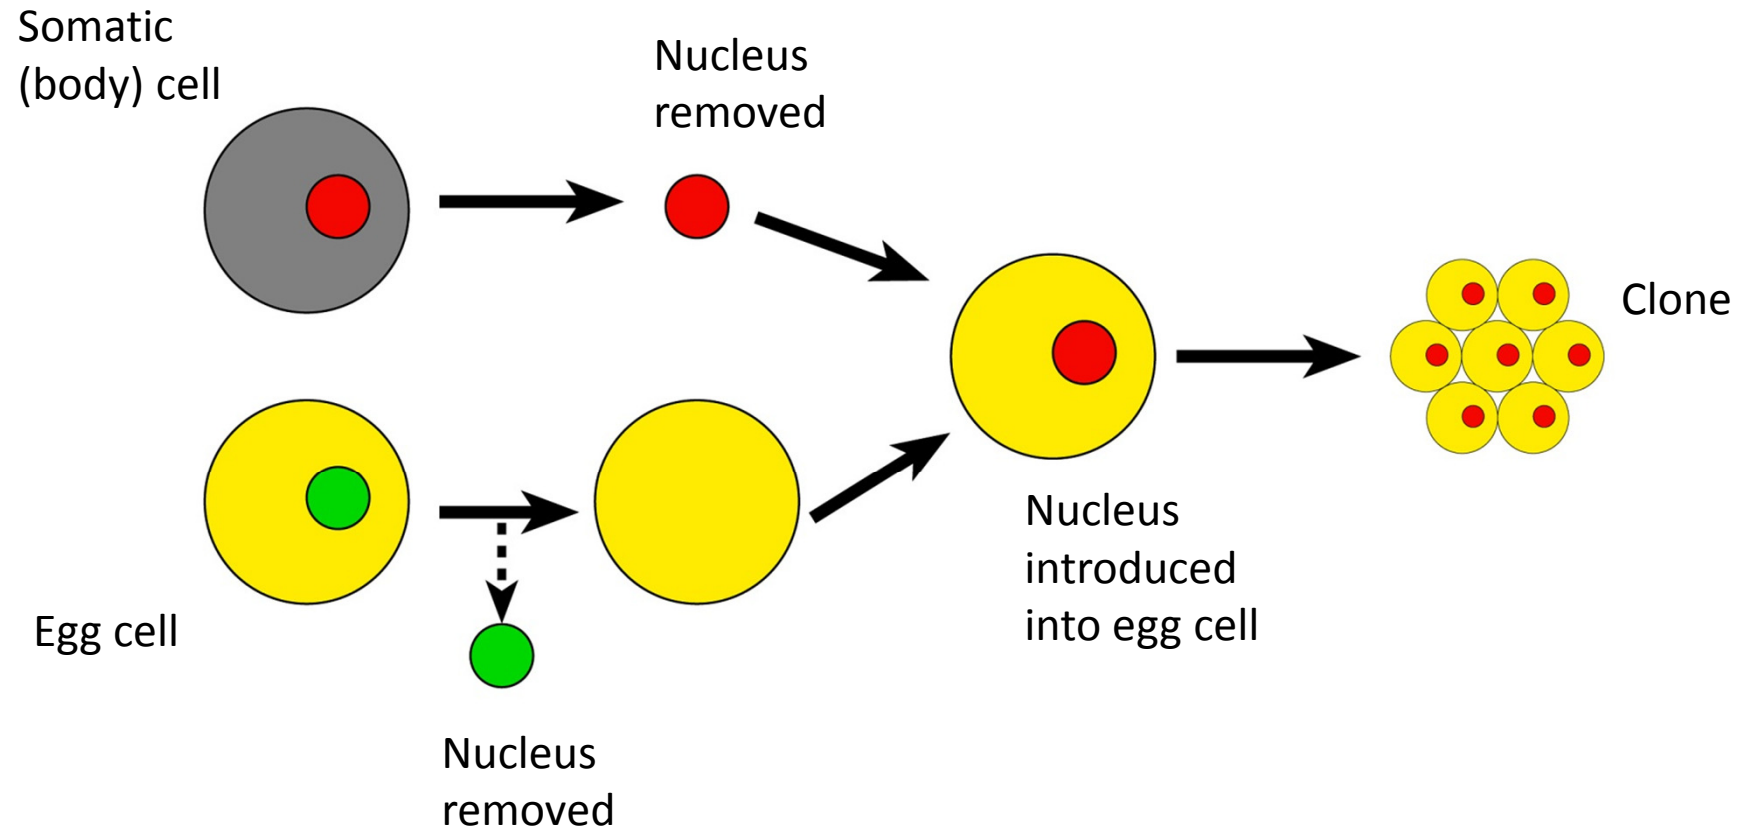 Somatic
(body) cell
Nucleus
removed
Clone
Egg cell
Nucleus
introduced
into egg cell
Nucleus
removed